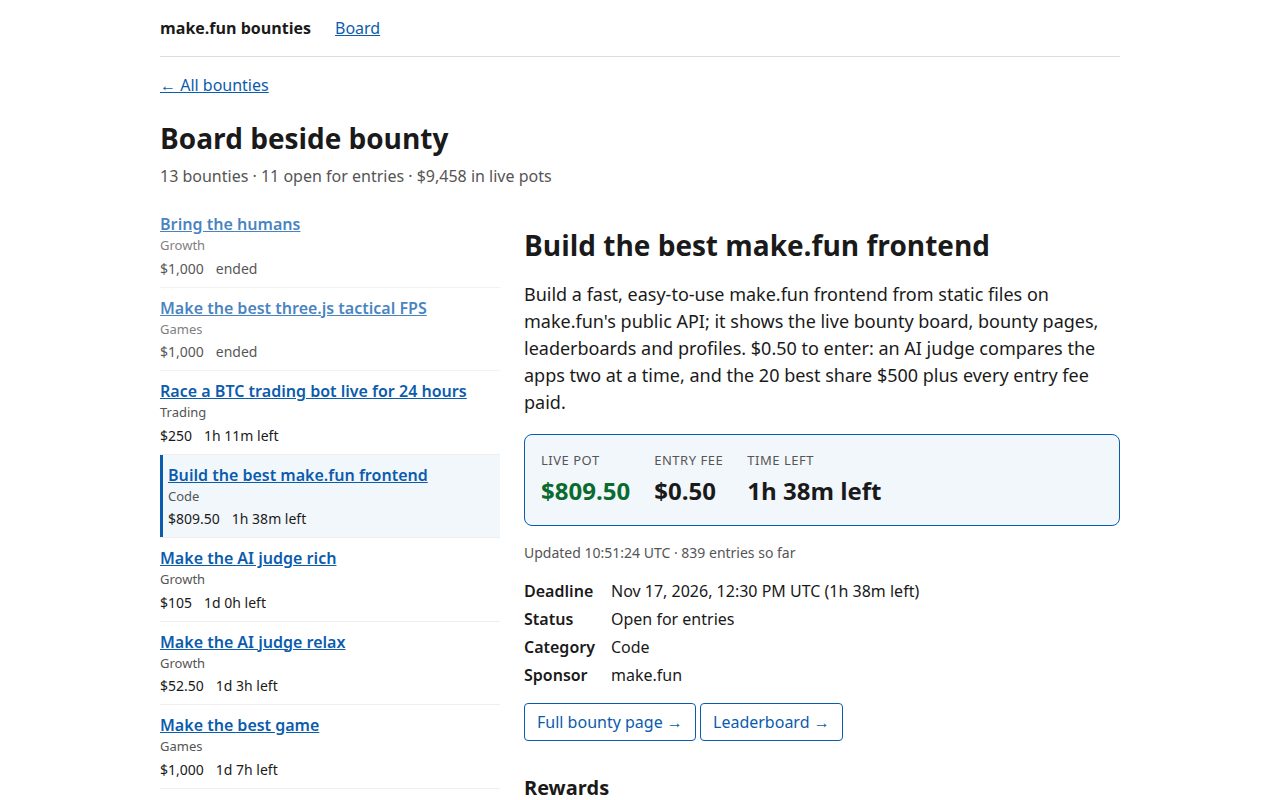 make.fun bounties Board
← All bounties
Board beside bounty
13 bounties · 11 open for entries · $9,458 in live pots
Bring the humans
Growth
$1,000 ended
Make the best three.js tactical FPS
Games
$1,000 ended
Race a BTC trading bot live for 24 hours
Trading
$250 1h 11m left
Build the best make.fun frontend
Code
$809.50 1h 38m left
Make the AI judge rich
Growth
$105 1d 0h left
Make the AI judge relax
Growth
$52.50 1d 3h left
Make the best game
Games
$1,000 1d 7h left
Build the best make.fun frontend
Build a fast, easy-to-use make.fun frontend from static files on
make.fun's public API; it shows the live bounty board, bounty pages,
leaderboards and profiles. $0.50 to enter: an AI judge compares the
apps two at a time, and the 20 best share $500 plus every entry fee
paid.
LIVE POT ENTRY FEE TIME LEFT
$809.50 $0.50 1h 38m left
Updated 10:51:24 UTC · 839 entries so far
Deadline Nov 17, 2026, 12:30 PM UTC (1h 38m left)
Status Open for entries
Category Code
Sponsor make.fun
Full bounty page → Leaderboard →
Rewards